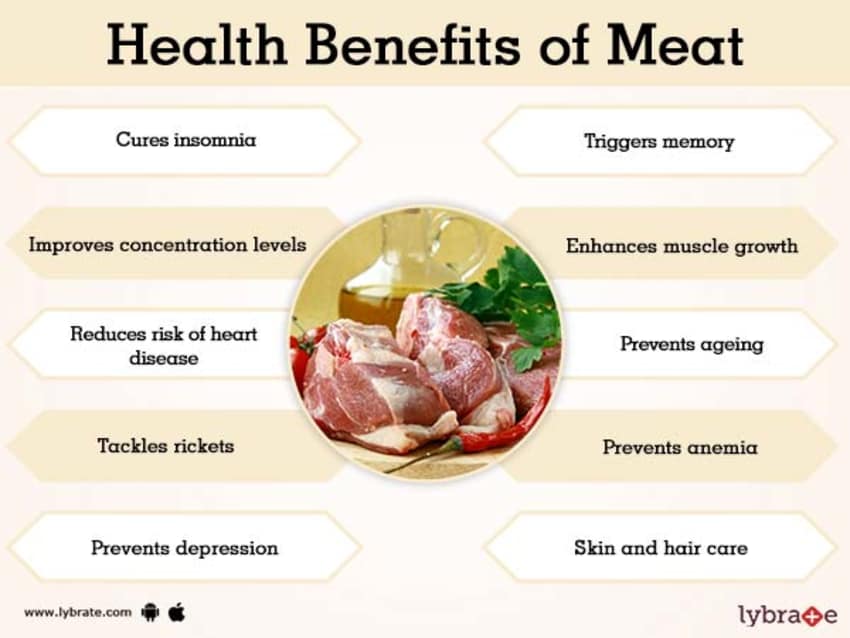 Health Benefits of Meat
Cures insomnia
Triggers memory
Improves concentration levels
Enhances muscle growth
Reduces risk of heart
disease
Prevents ageing
Tackles rickets
Prevents anemia
Prevents depression
Skin and hair care
www.lybrate.com
lybrate